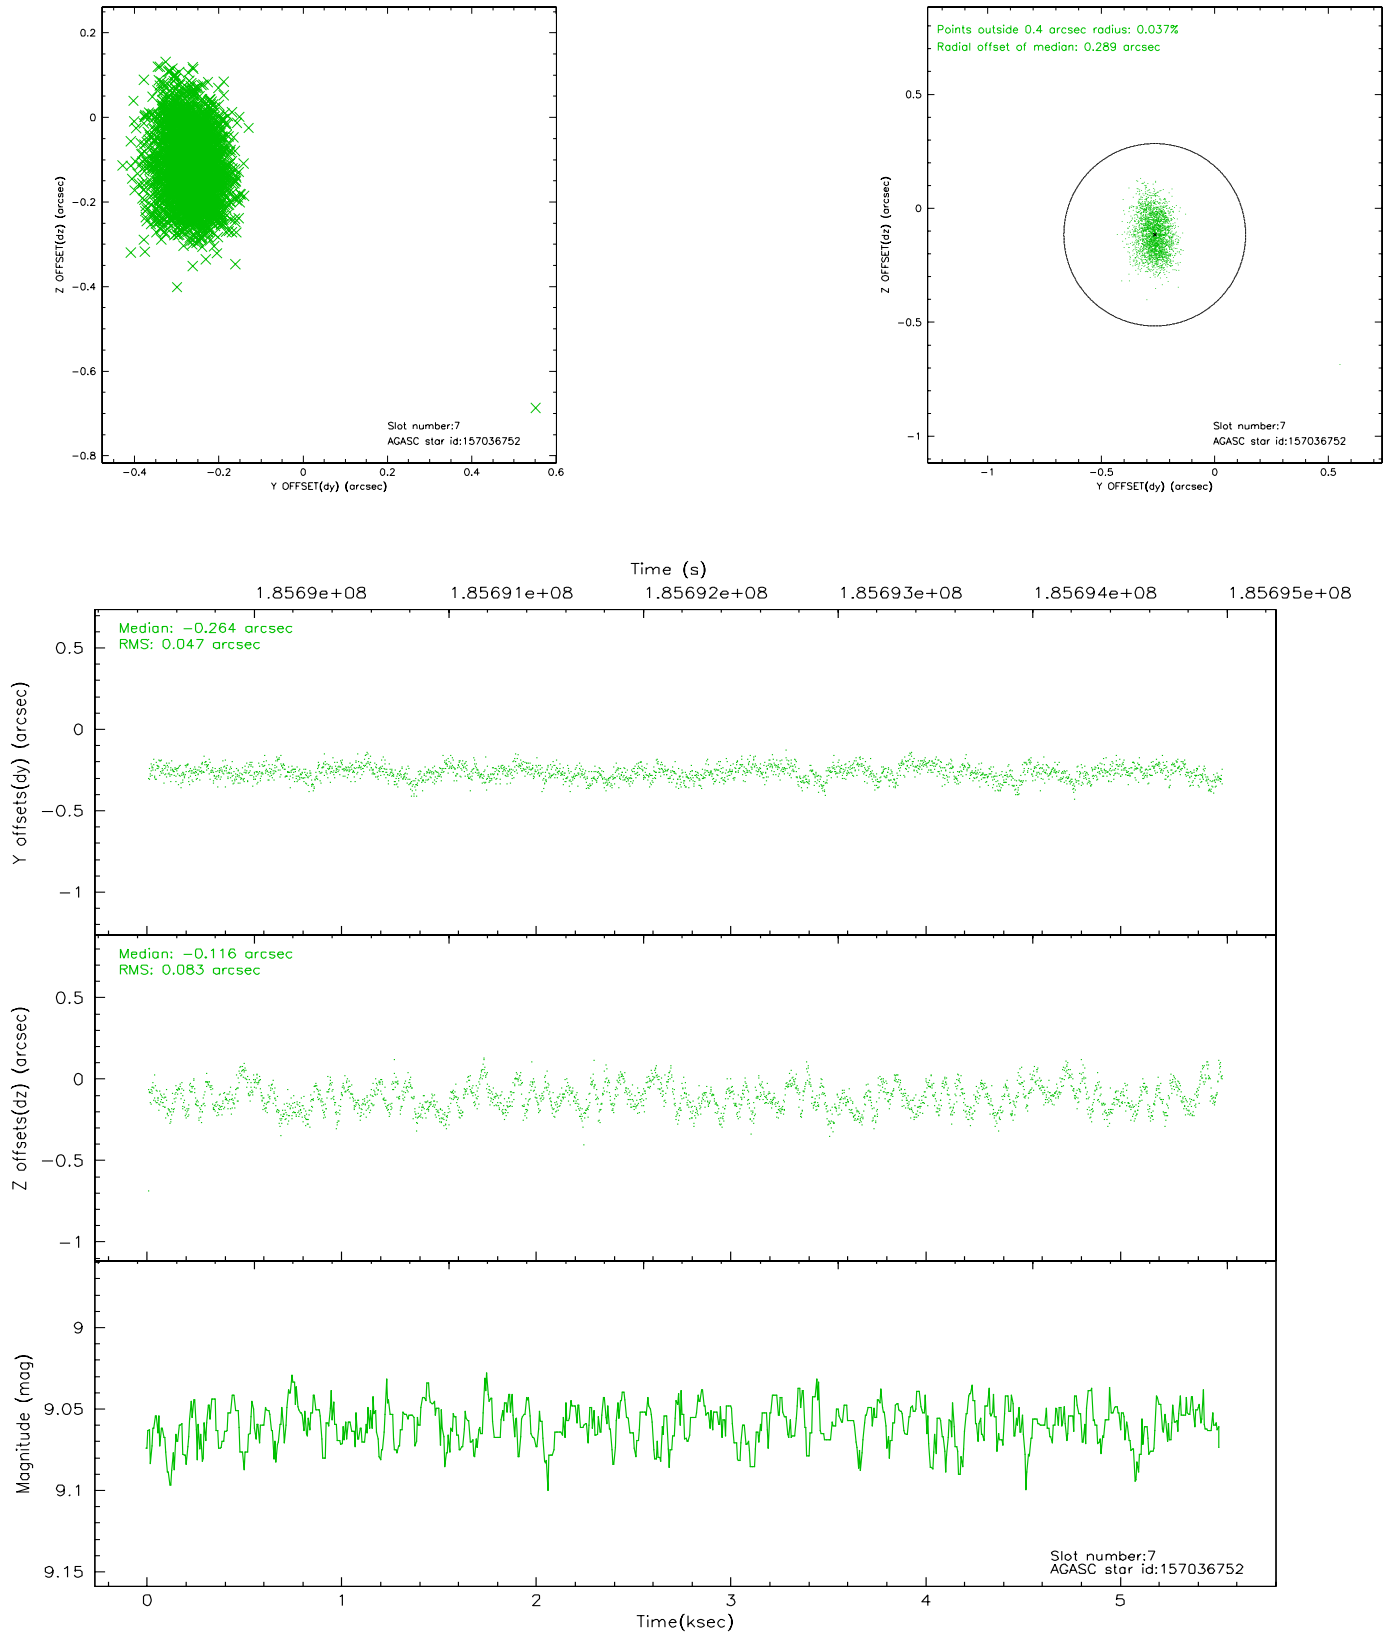 0.2
0
−0.2
−0.4
−0.6
−0.8
Z OFFSET(dz) (arcsec)
−0.4 −0.2 0 0.2 0.4 0.6
Y OFFSET(dy) (arcsec)
Slot number:7
AGASC star id:157036752
Points outside 0.4 arcsec radius: 0.037%
Radial offset of median: 0.289 arcsec
0.5
0
−0.5
−1
Z OFFSET(dz) (arcsec)
−1 −0.5 0 0.5
Y OFFSET(dy) (arcsec)
Slot number:7
AGASC star id:157036752
Time (s)
1.8569e+08 1.85691e+08 1.85692e+08 1.85693e+08 1.85694e+08 1.85695e+08
Median: −0.264 arcsec
RMS: 0.047 arcsec
0.5
0
−0.5
−1
Y offsets(dy) (arcsec)
Median: −0.116 arcsec
RMS: 0.083 arcsec
0.5
0
−0.5
−1
Z offsets(dz) (arcsec)
9
9.05
9.1
9.15
Magnitude (mag)
Slot number:7
AGASC star id:157036752
0 1 2 3 4 5
Time(ksec)